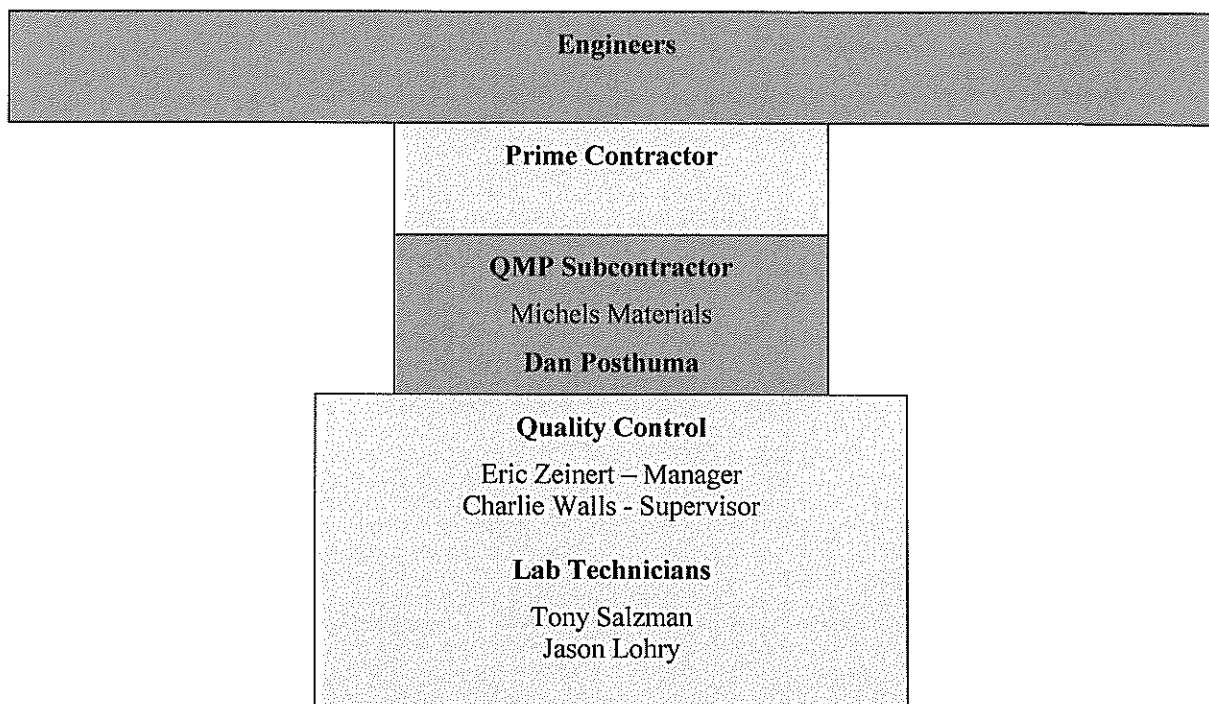 Engineers
Prime Contractor
QMP Subcontractor
Michels Materials
Dan Posthuma
Quality Control
Eric Zeinert – Manager
Charlie Walls - Supervisor
Lab Technicians
Tony Salzman
Jason Lohry